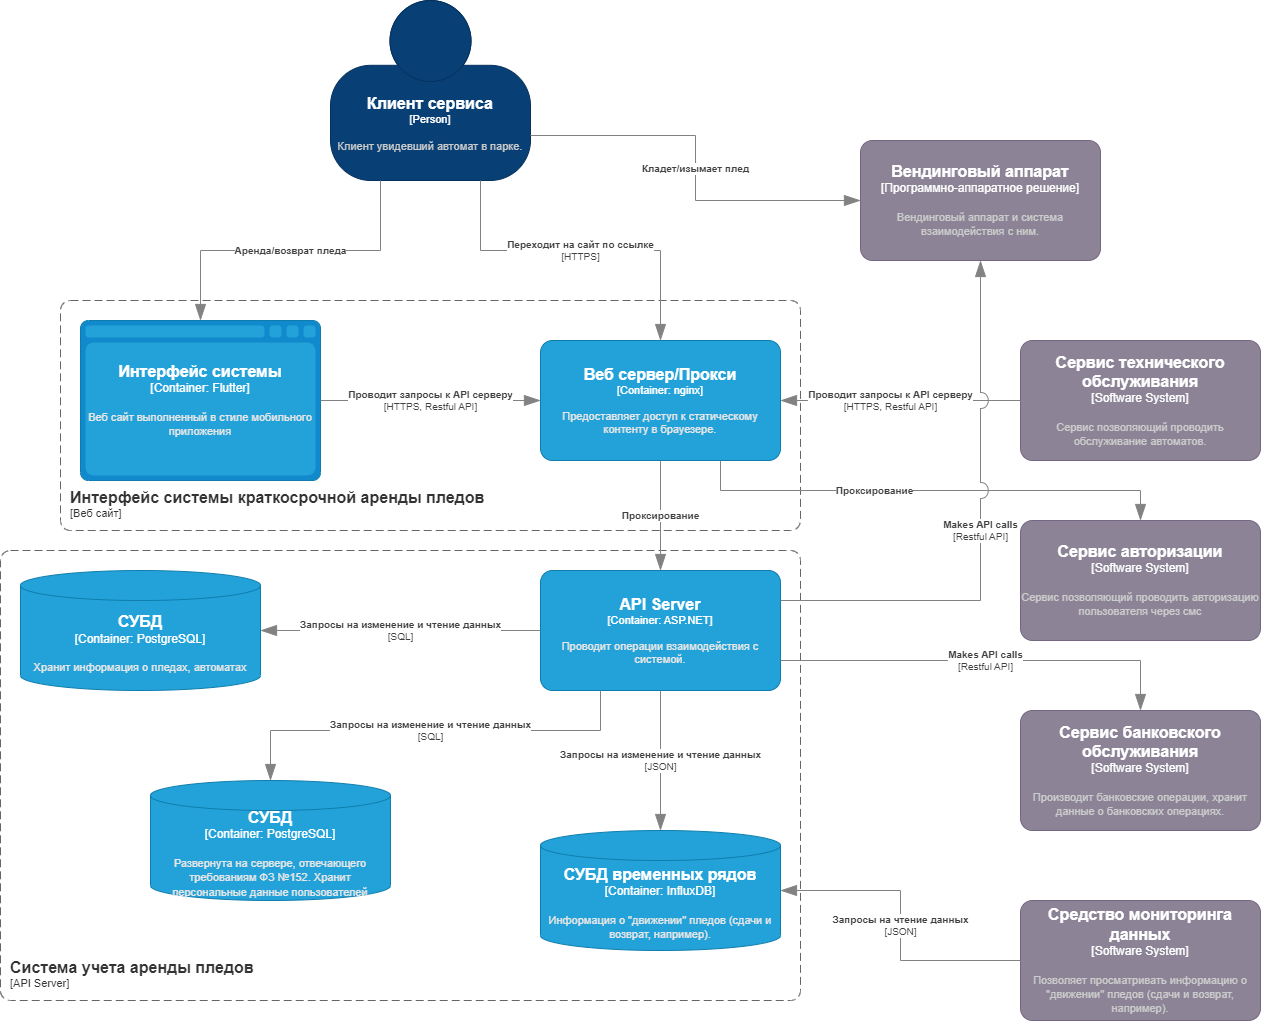 Клиент сервиса
[Person]
Клиент увидевший автомат в парке.
Кладет/изымает плед
Вендинговый аппарат
[Программно-аппаратное решение]
Вендинговый аппарат и система
взаимодействия с ним.
Аренда/возврат пледа
Переходит на сайт по ссылке
[HTTPS]
Интерфейс системы
[Container: Flutter]
Веб сайт выполненный в стиле мобильного
приложения
Проводит запросы к API серверу
[HTTPS, Restful API]
Веб сервер/Прокси
[Container: nginx]
Предоставляет доступ к статическому
контенту в браузере.
Проводит запросы к API серверу
[HTTPS, Restful API]
Сервис технического
обслуживания
[Software System]
Сервис позволяющий проводить
обслуживание автоматов.
Интерфейс системы краткосрочной аренды пледов
[Веб сайт]
Проксирование
Проксирование
Makes API calls
[Restful API]
Сервис авторизации
[Software System]
Сервис позволяющий проводить авторизацию
пользователя через смс
СУБД
[Container: PostgreSQL]
Хранит информация о пледах, автоматах
Запросы на изменение и чтение данных
[SQL]
API Server
[Container: ASP.NET]
Проводит операции взаимодействия с
системой.
Makes API calls
[Restful API]
Запросы на изменение и чтение данных
[SQL]
Запросы на изменение и чтение данных
[JSON]
Сервис банковского
обслуживания
[Software System]
Производит банковские операции, хранит
данные о банковских операциях.
СУБД
[Container: PostgreSQL]
Развернута на сервере, отвечающего
требованиям ФЗ №152. Хранит
персональные данные пользователей
СУБД временных рядов
[Container: InfluxDB]
Информация о "движении" пледов (сдачи и
возврат, например).
Запросы на чтение данных
[JSON]
Средство мониторинга
данных
[Software System]
Позволяет просматривать информацию о
"движении" пледов (сдачи и возврат,
например).
Система учета аренды пледов
[API Server]